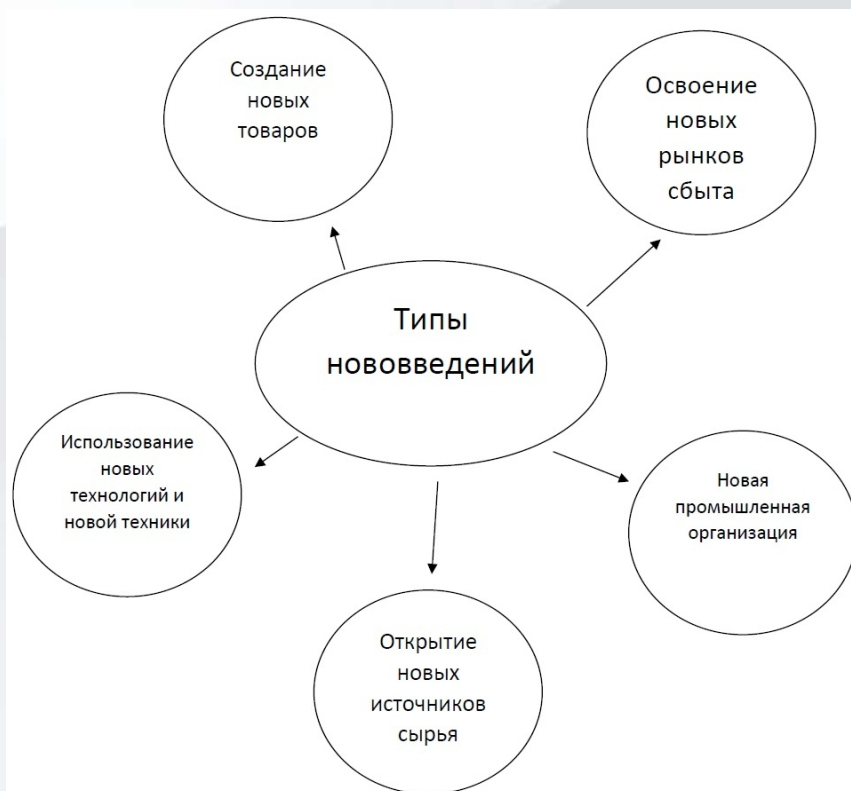 Создание
новых
товаров
Освоение
новых
рынков
сбыта
Типы
нововведений
Использование
новых
технологий и
новой техники
Новая
промышленная
организация
Открытие
новых
источников
сырья